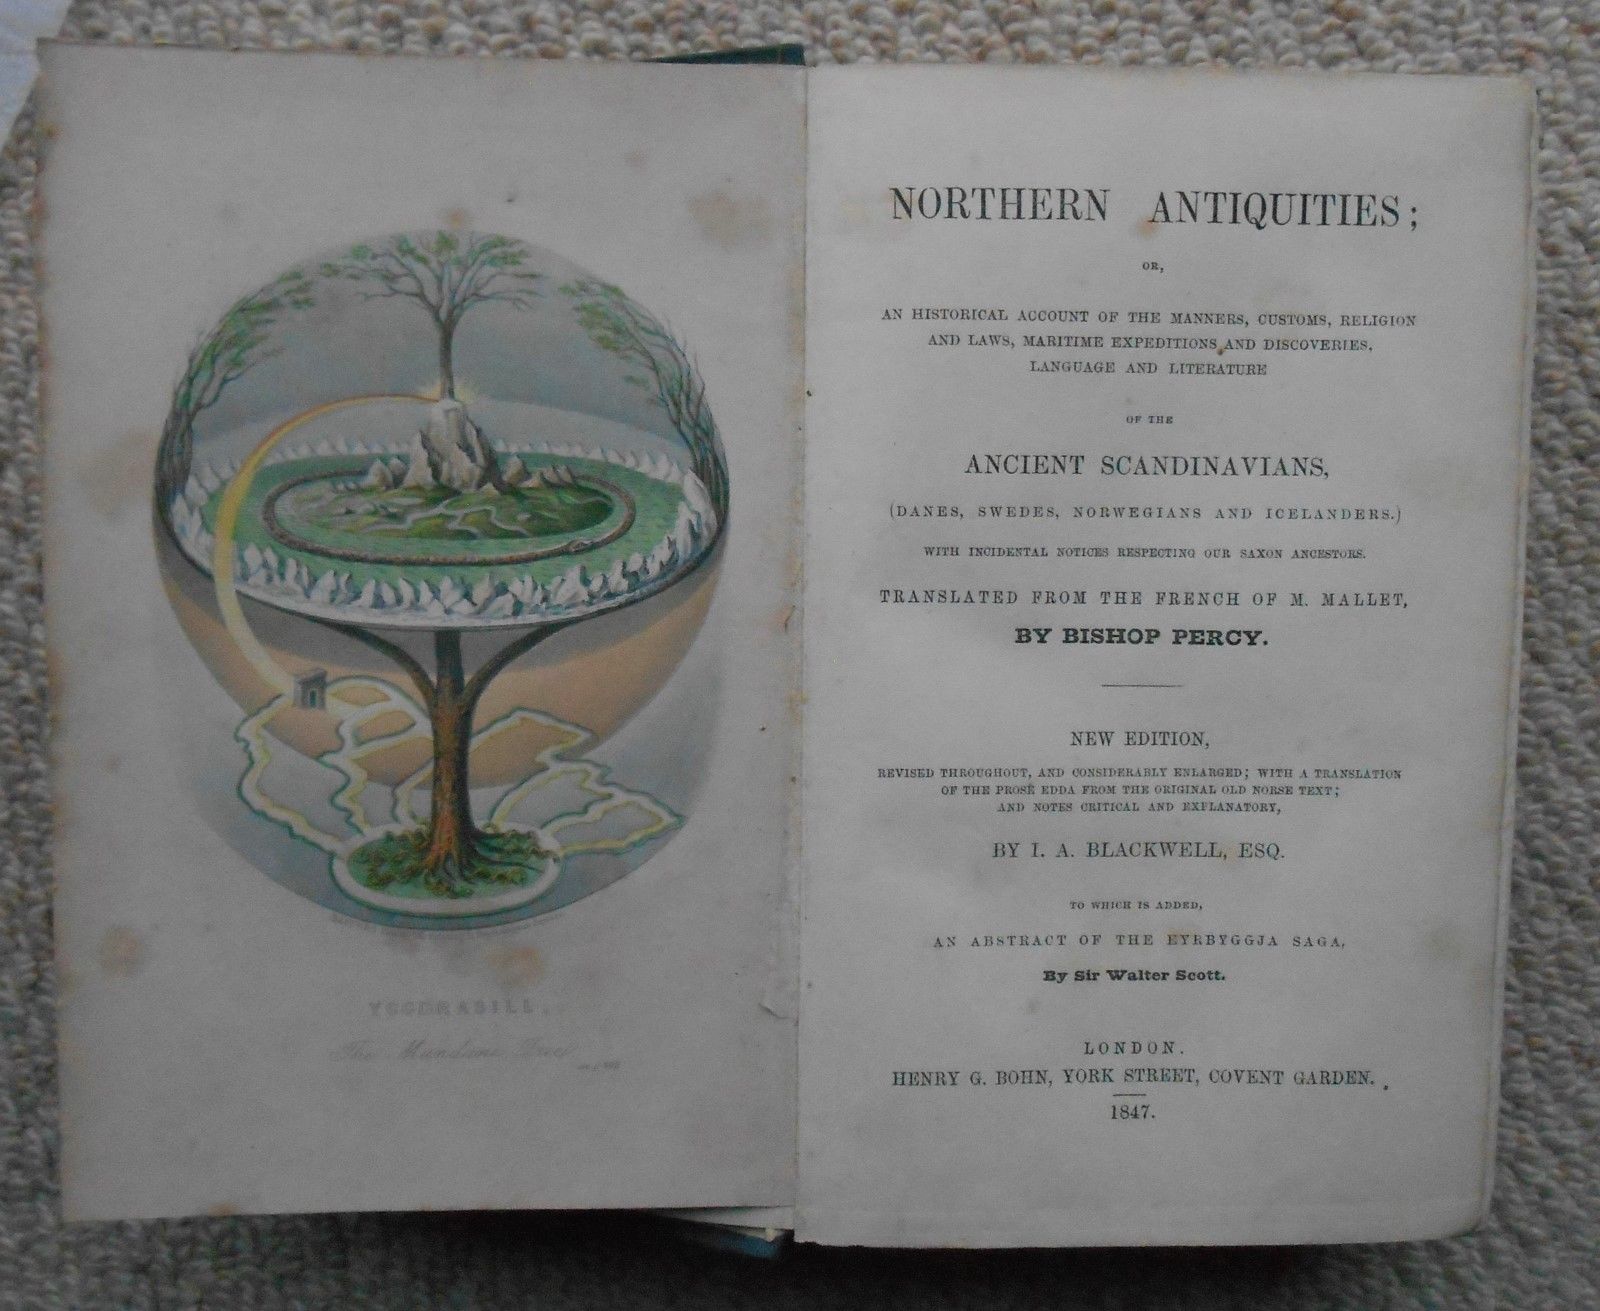 YGGDRASILL,
The Mundane Tree
NORTHERN ANTIQUITIES;
OR,
AN HISTORICAL ACCOUNT OF THE MANNERS, CUSTOMS, RELIGION
AND LAWS, MARITIME EXPEDITIONS AND DISCOVERIES,
LANGUAGE AND LITERATURE
OF THE
ANCIENT SCANDINAVIANS,
(DANES, SWEDES, NORWEGIANS AND ICELANDERS.)
WITH INCIDENTAL NOTICES RESPECTING OUR SAXON ANCESTORS.
TRANSLATED FROM THE FRENCH OF M. MALLET,
BY BISHOP PERCY.
NEW EDITION,
REVISED THROUGHOUT, AND CONSIDERABLY ENLARGED; WITH A TRANSLATION
OF THE PROSE EDDA FROM THE ORIGINAL OLD NORSE TEXT;
AND NOTES CRITICAL AND EXPLANATORY,
BY I. A. BLACKWELL, ESQ.
TO WHICH IS ADDED,
AN ABSTRACT OF THE EYRBYGGJA SAGA,
By Sir Walter Scott.
LONDON.
HENRY G. BOHN, YORK STREET, COVENT GARDEN.
1847.